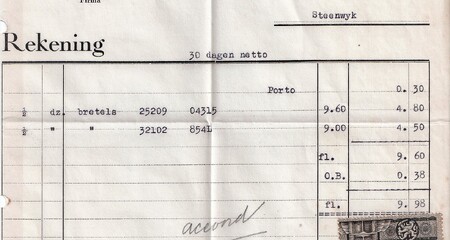 Firma
Steenwyk
Rekening
30 dagen netto
Porto 0.30
½ dz. bretels 25209 04315 9.60 4.80
½ " " 32102 8541 9.00 4.50
fl. 9.60
O.B. 0.38
fl. 9.98
accoord